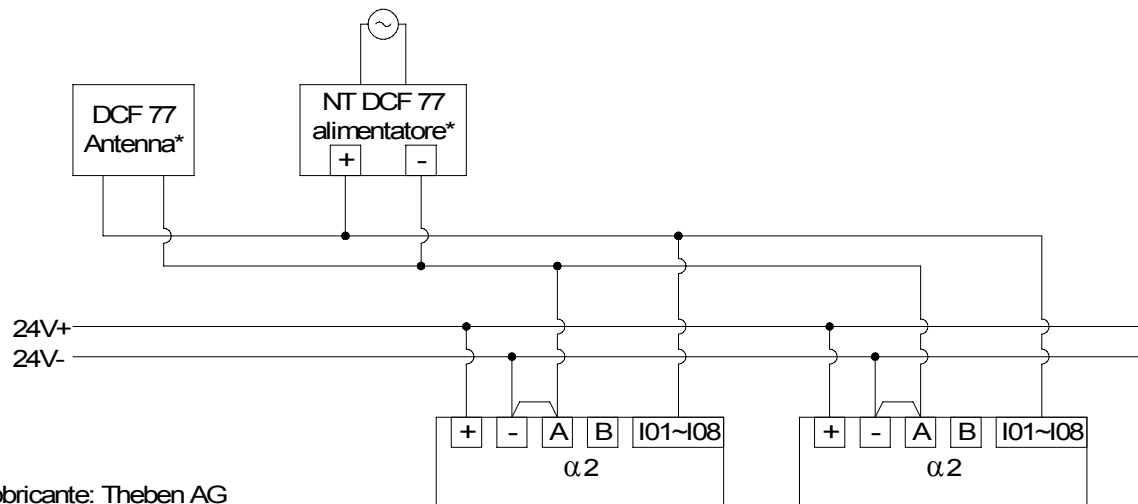 DCF 77
Antenna*
NT DCF 77
alimentatore*
+ -
24V+
24V-
+ - A B I01~I08
α2
+ - A B I01~I08
α2
bricante: Theben AG